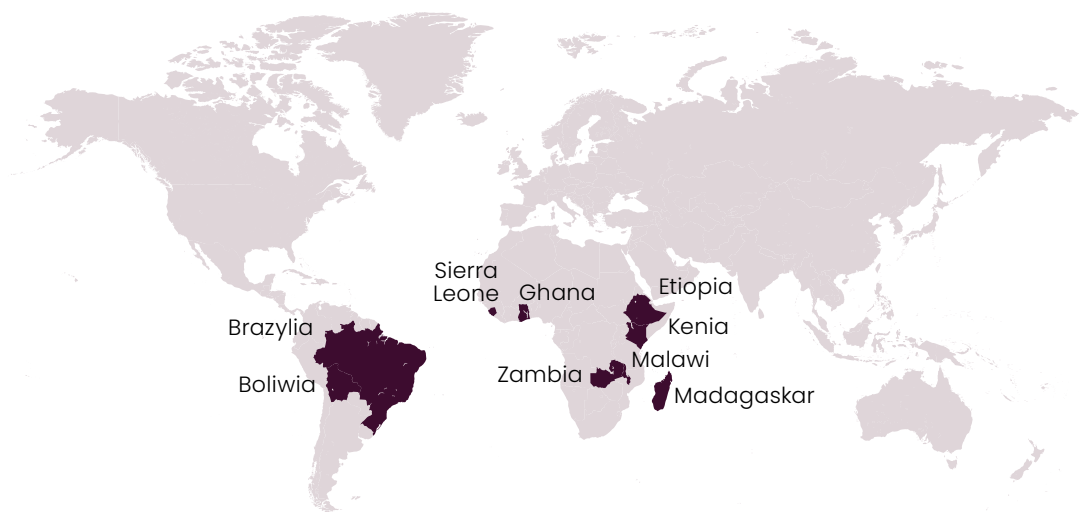 Sierra
Leone
Ghana
Etiopia
Brazylia
Kenia
Malawi
Zambia
Boliwia
Madagaskar